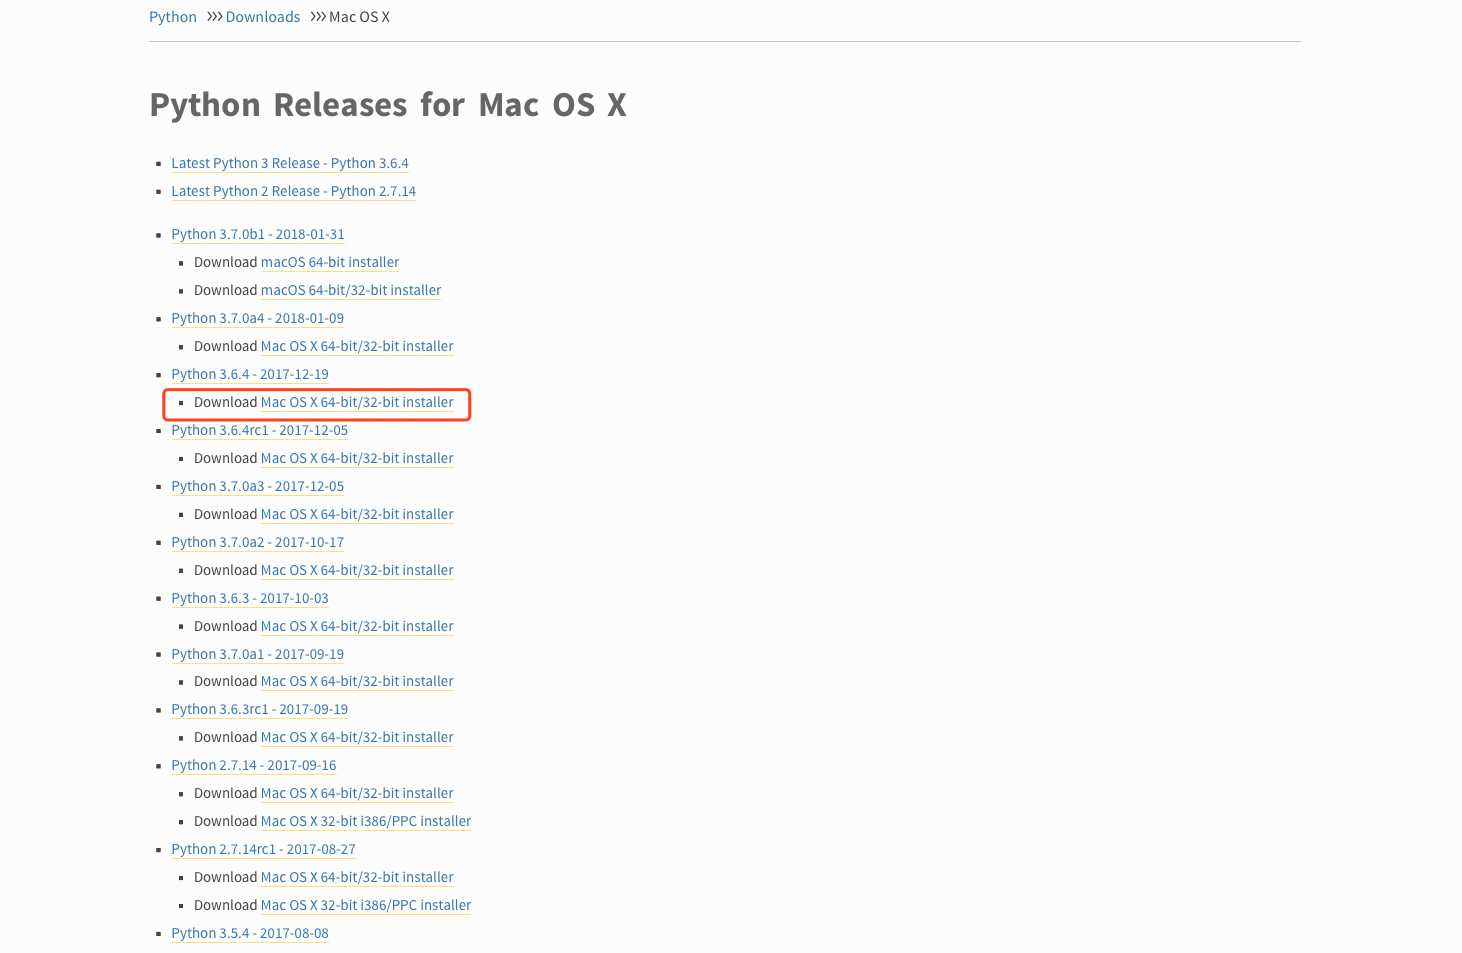 Python >>> Downloads >>> Mac OS X
Python Releases for Mac OS X
Latest Python 3 Release - Python 3.6.4
Latest Python 2 Release - Python 2.7.14
Python 3.7.0b1 - 2018-01-31
Download macOS 64-bit installer
Download macOS 64-bit/32-bit installer
Python 3.7.0a4 - 2018-01-09
Download Mac OS X 64-bit/32-bit installer
Python 3.6.4 - 2017-12-19
Download Mac OS X 64-bit/32-bit installer
Python 3.6.4rc1 - 2017-12-05
Download Mac OS X 64-bit/32-bit installer
Python 3.7.0a3 - 2017-12-05
Download Mac OS X 64-bit/32-bit installer
Python 3.7.0a2 - 2017-10-17
Download Mac OS X 64-bit/32-bit installer
Python 3.6.3 - 2017-10-03
Download Mac OS X 64-bit/32-bit installer
Python 3.7.0a1 - 2017-09-19
Download Mac OS X 64-bit/32-bit installer
Python 3.6.3rc1 - 2017-09-19
Download Mac OS X 64-bit/32-bit installer
Python 2.7.14 - 2017-09-16
Download Mac OS X 64-bit/32-bit installer
Download Mac OS X 32-bit i386/PPC installer
Python 2.7.14rc1 - 2017-08-27
Download Mac OS X 64-bit/32-bit installer
Download Mac OS X 32-bit i386/PPC installer
Python 3.5.4 - 2017-08-08